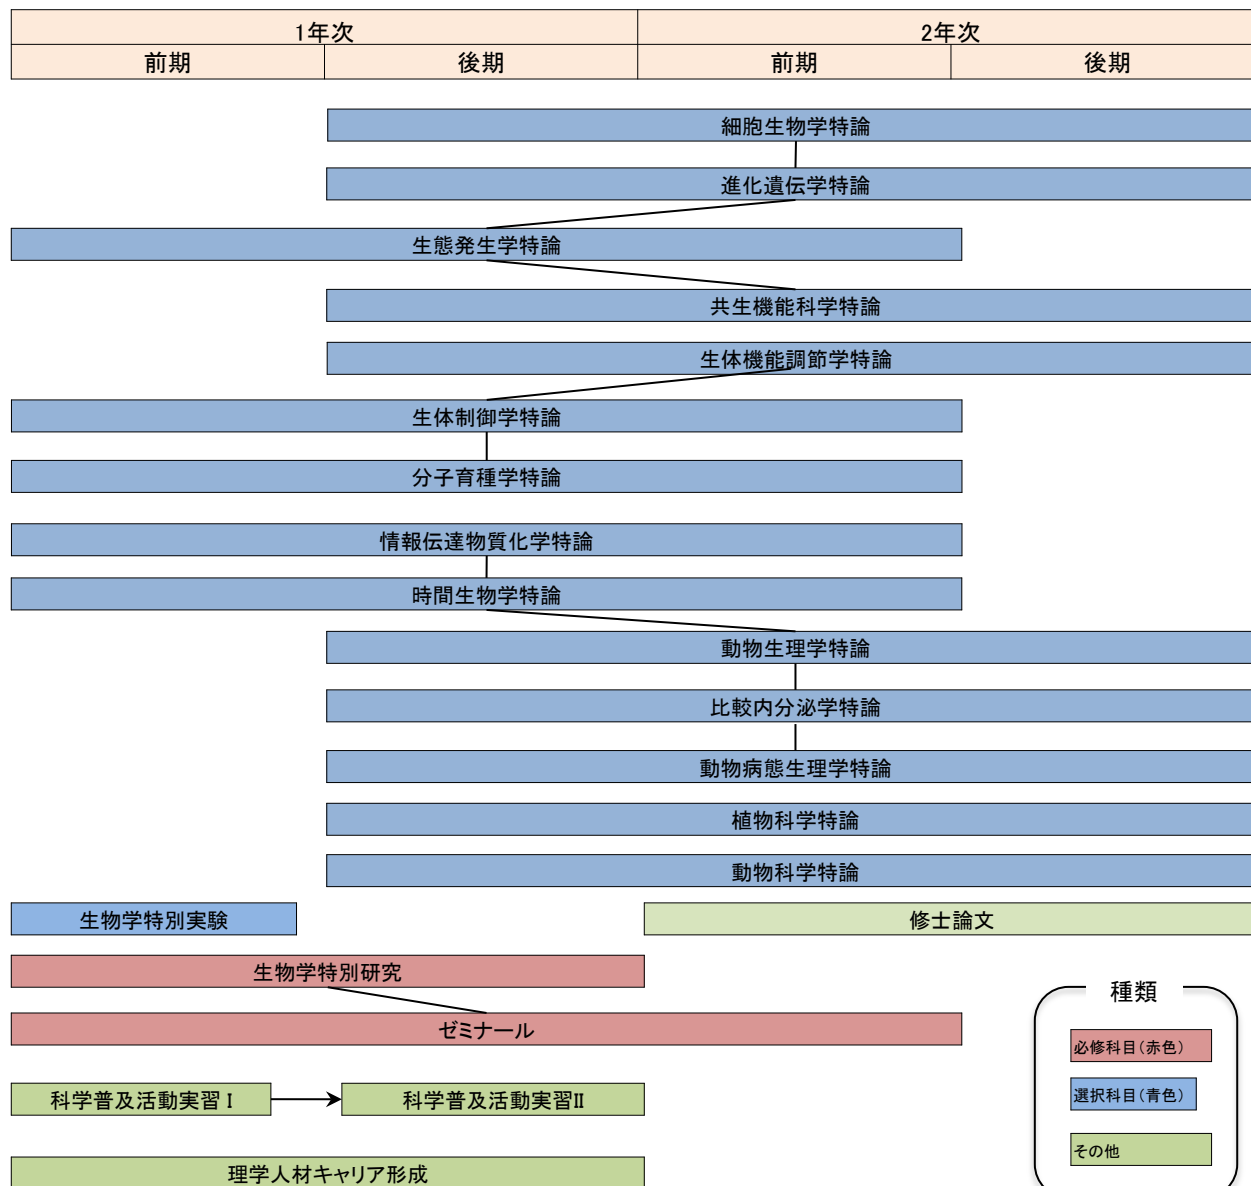 1年次
2年次
前期
後期
前期
後期
細胞生物学特論
進化遺伝学特論
生態発生学特論
共生機能科学特論
生体機能調節学特論
生体制御学特論
分子育種学特論
情報伝達物質化学特論
時間生物学特論
動物生理学特論
比較内分泌学特論
動物病態生理学特論
植物科学特論
動物科学特論
生物学特別実験
修士論文
生物学特別研究
ゼミナール
科学普及活動実習Ⅰ
科学普及活動実習Ⅱ
理学人材キャリア形成
種類
必修科目(赤色)
選択科目(青色)
その他